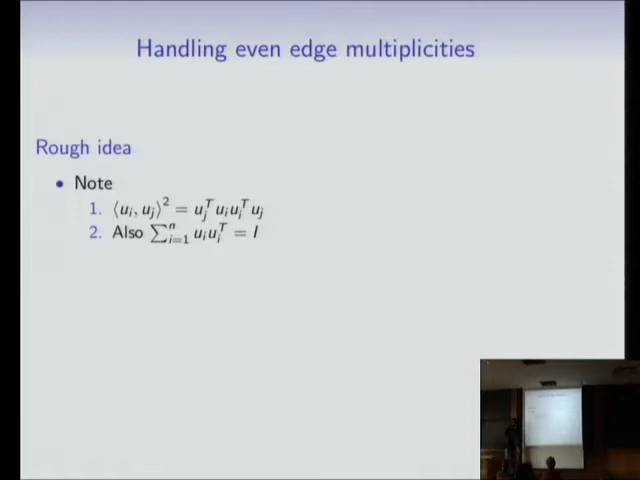 Handling even edge multiplicities
Rough idea
• Note
1. ⟨u_i, u_j⟩² = u_j^T u_i u_i^T u_j
2. Also ∑_{i=1}^n u_i u_i^T = I